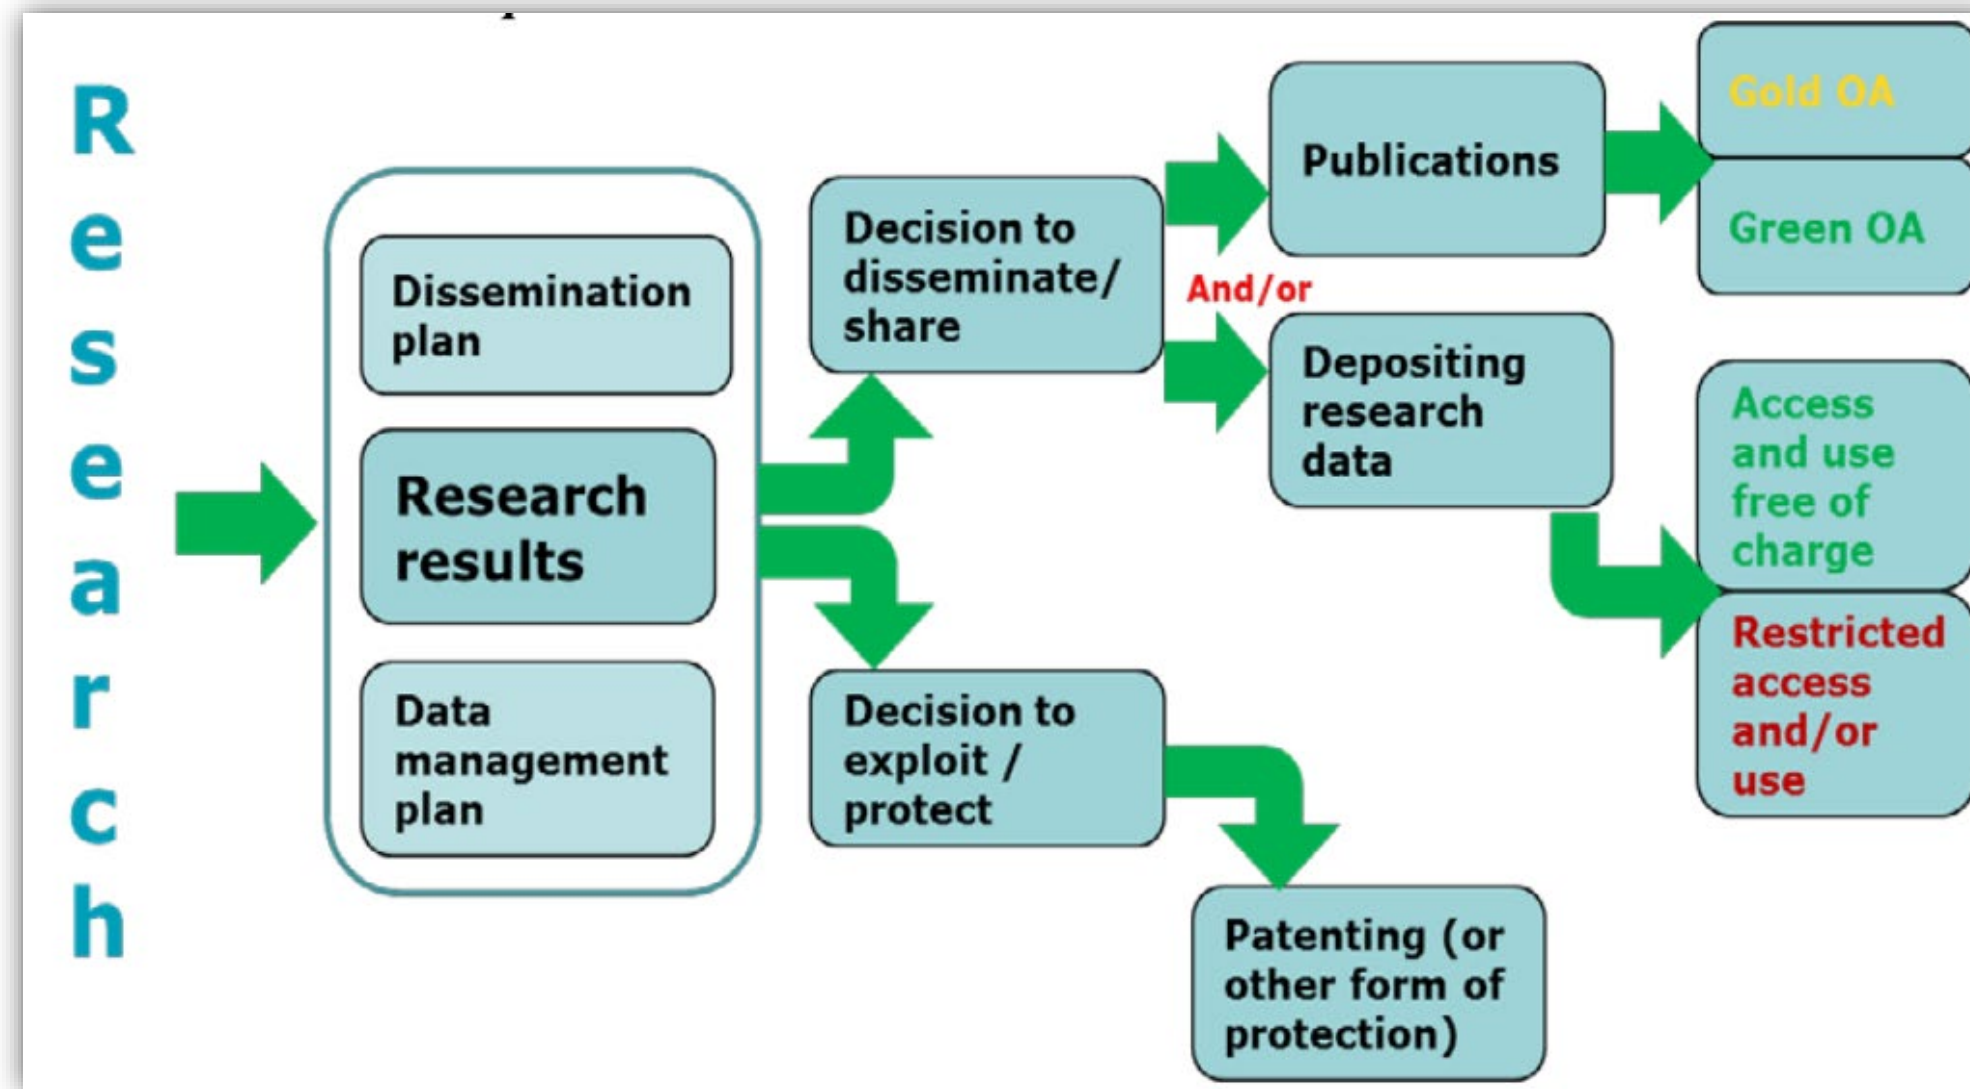 Research
Dissemination
plan
Research
results
Data
management
plan
Decision to
disseminate/
share
Decision to
exploit /
protect
And/or
Publications
Depositing
research
data
Patenting (or
other form of
protection)
Gold OA
Green OA
Access
and use
free of
charge
Restricted
access
and/or
use